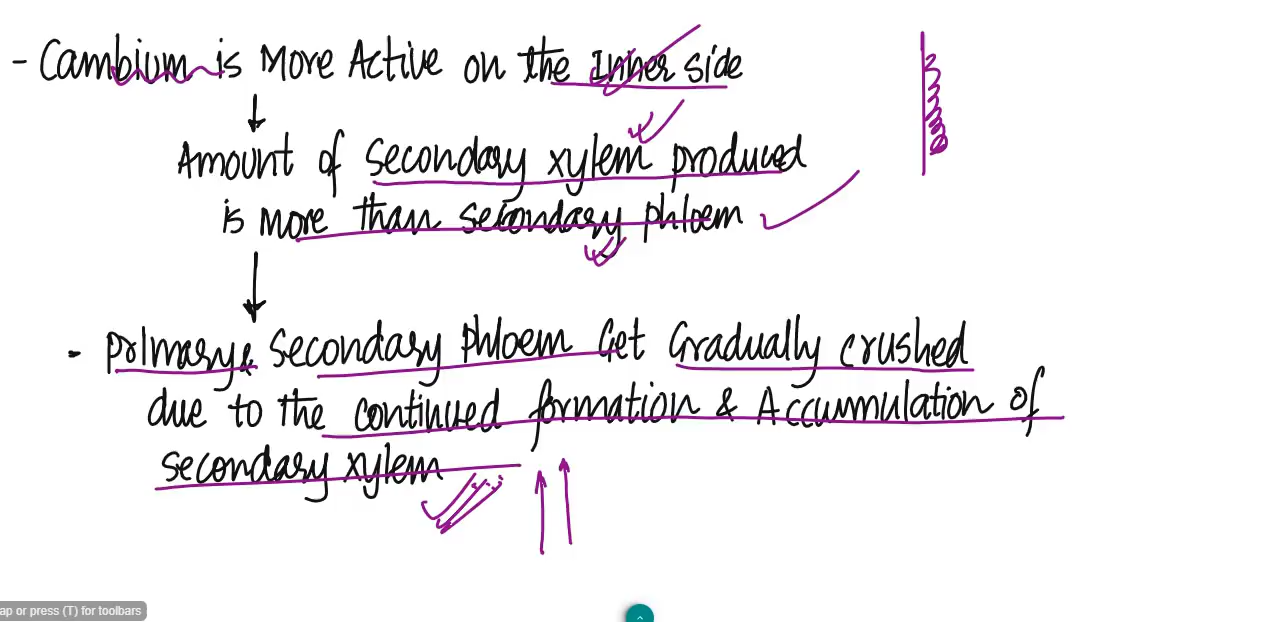 - Cambium is More Active on the Inner side
Amount of secondary xylem produced
is more than secondary phloem
- Primary & Secondary Phloem Get Gradually crushed
due to the continued formation & Accumulation of
secondary xylem
ap or press (T) for toolbars